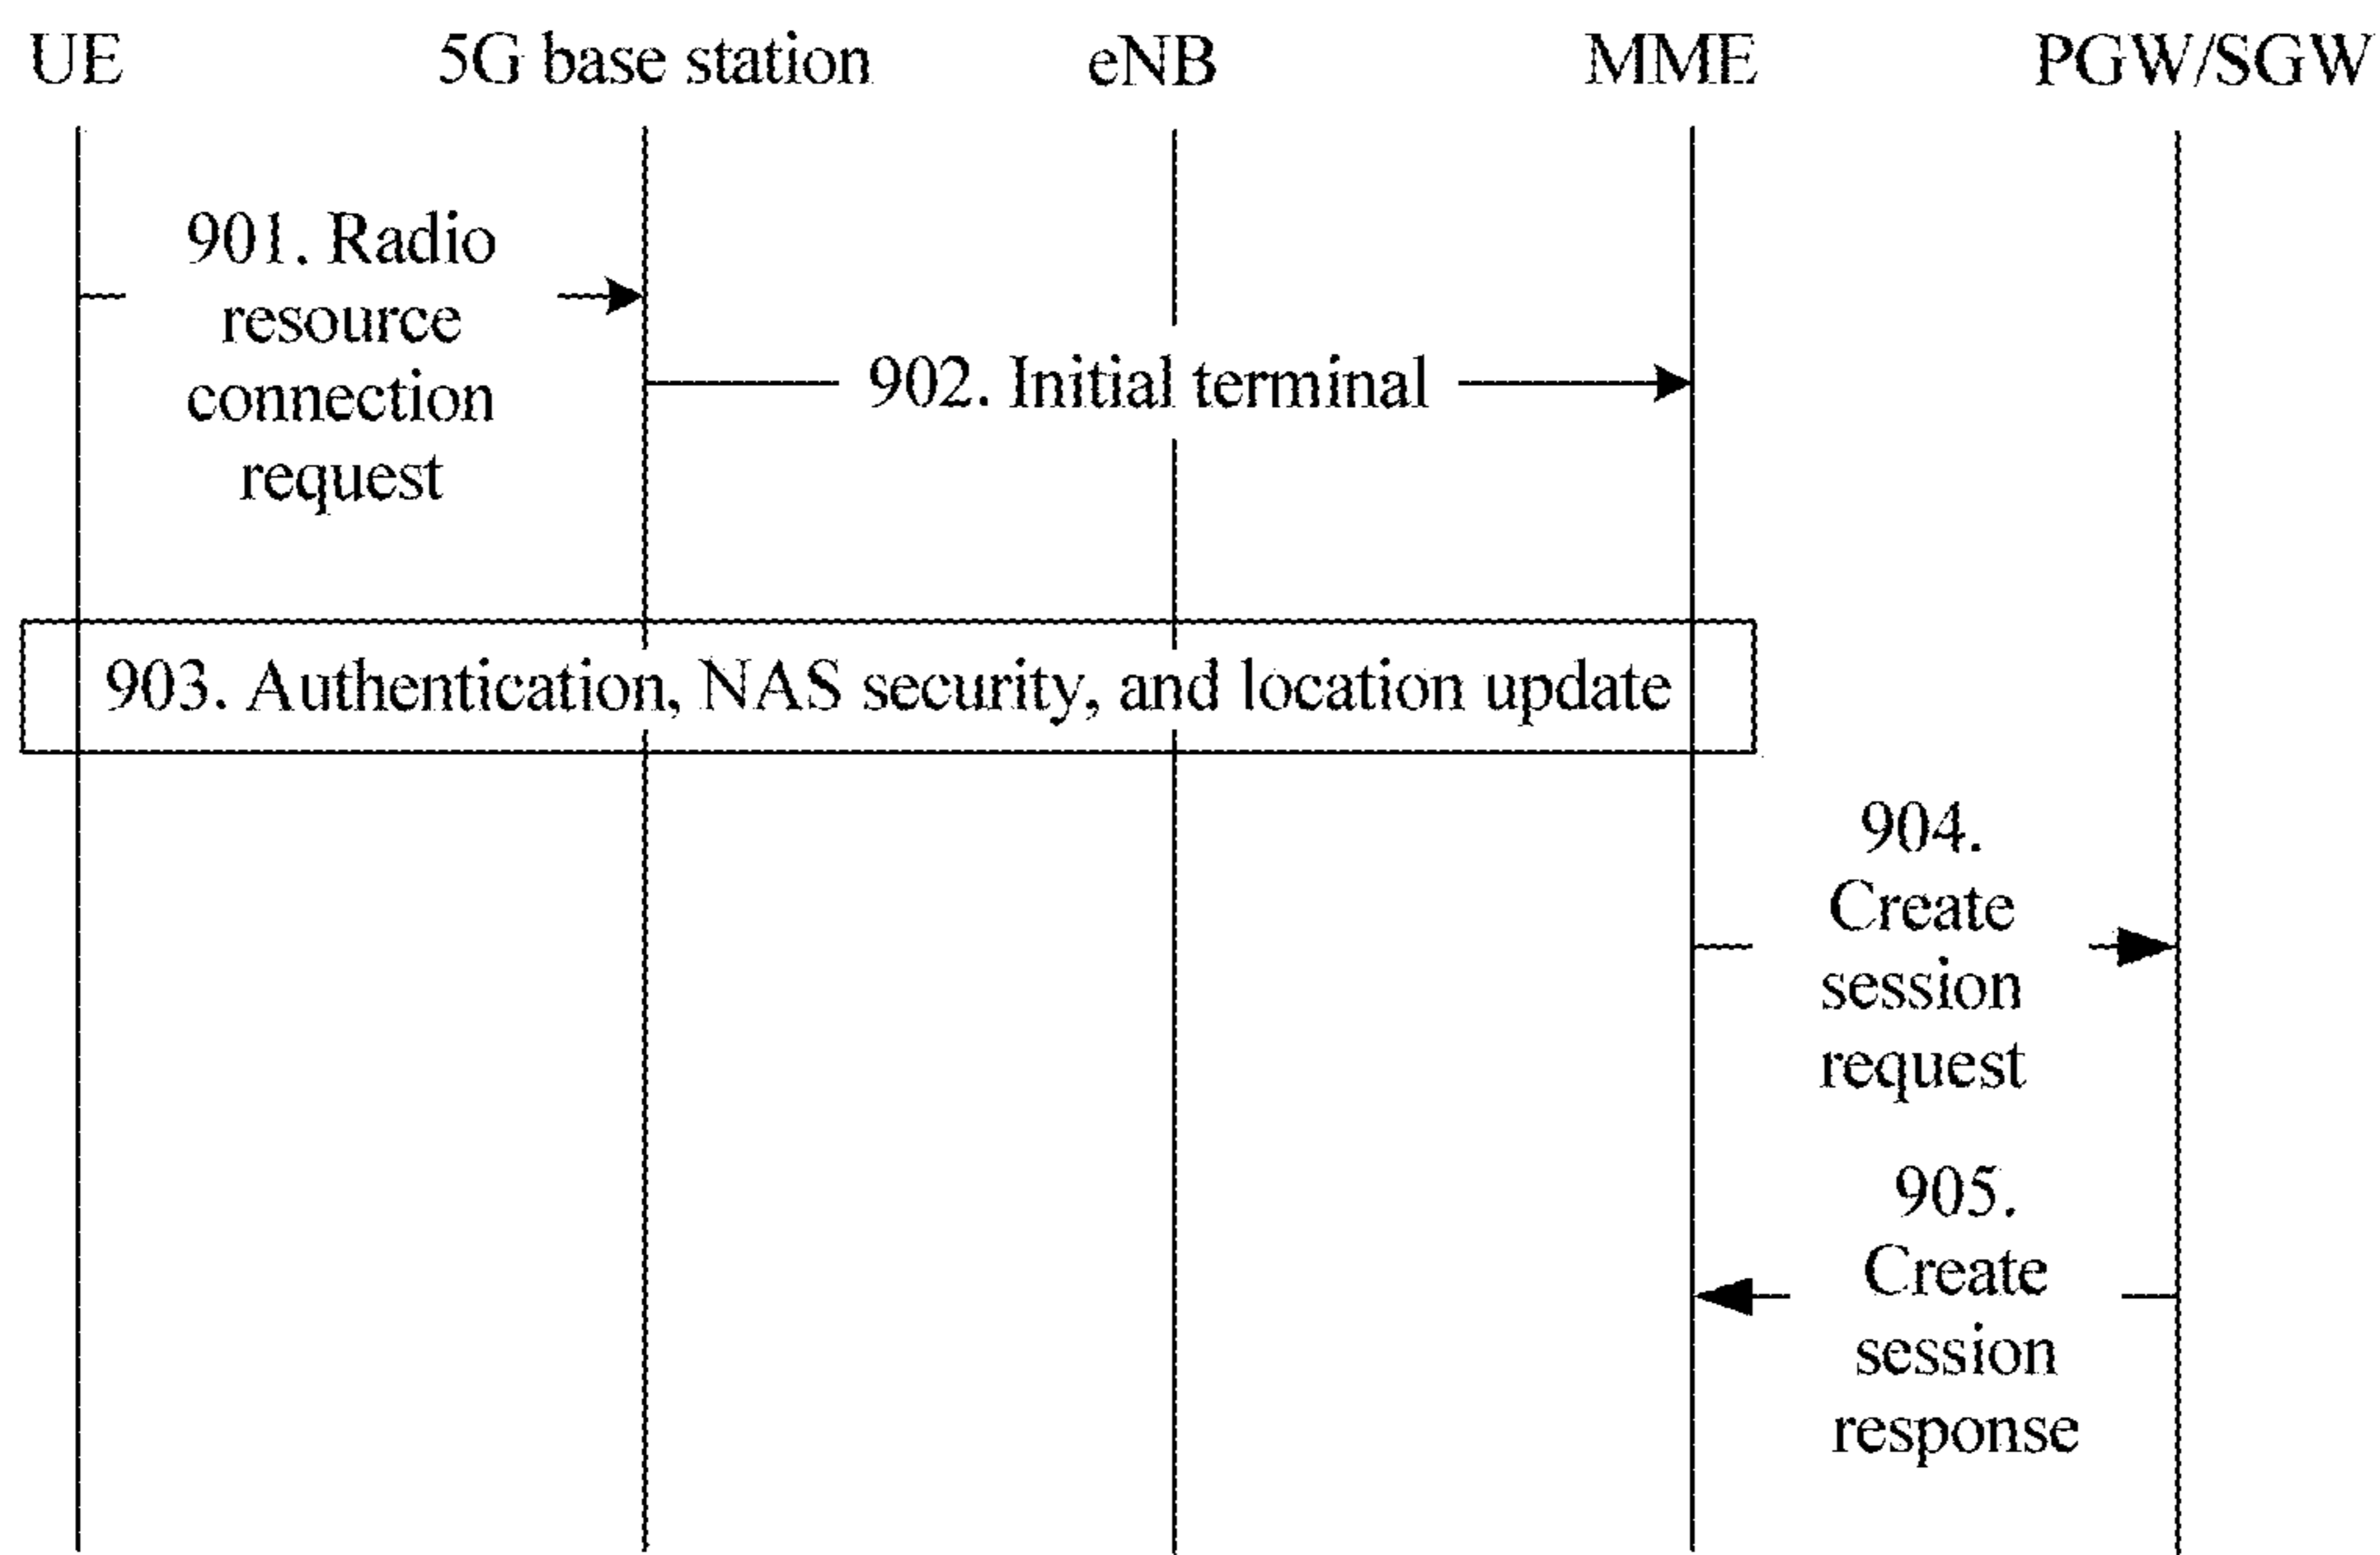 UE
5G base station
eNB
MME
PGW/SGW
901. Radio
resource
connection
request
902. Initial terminal
903. Authentication, NAS security, and location update
904.
Create
session
request
905.
Create
session
response